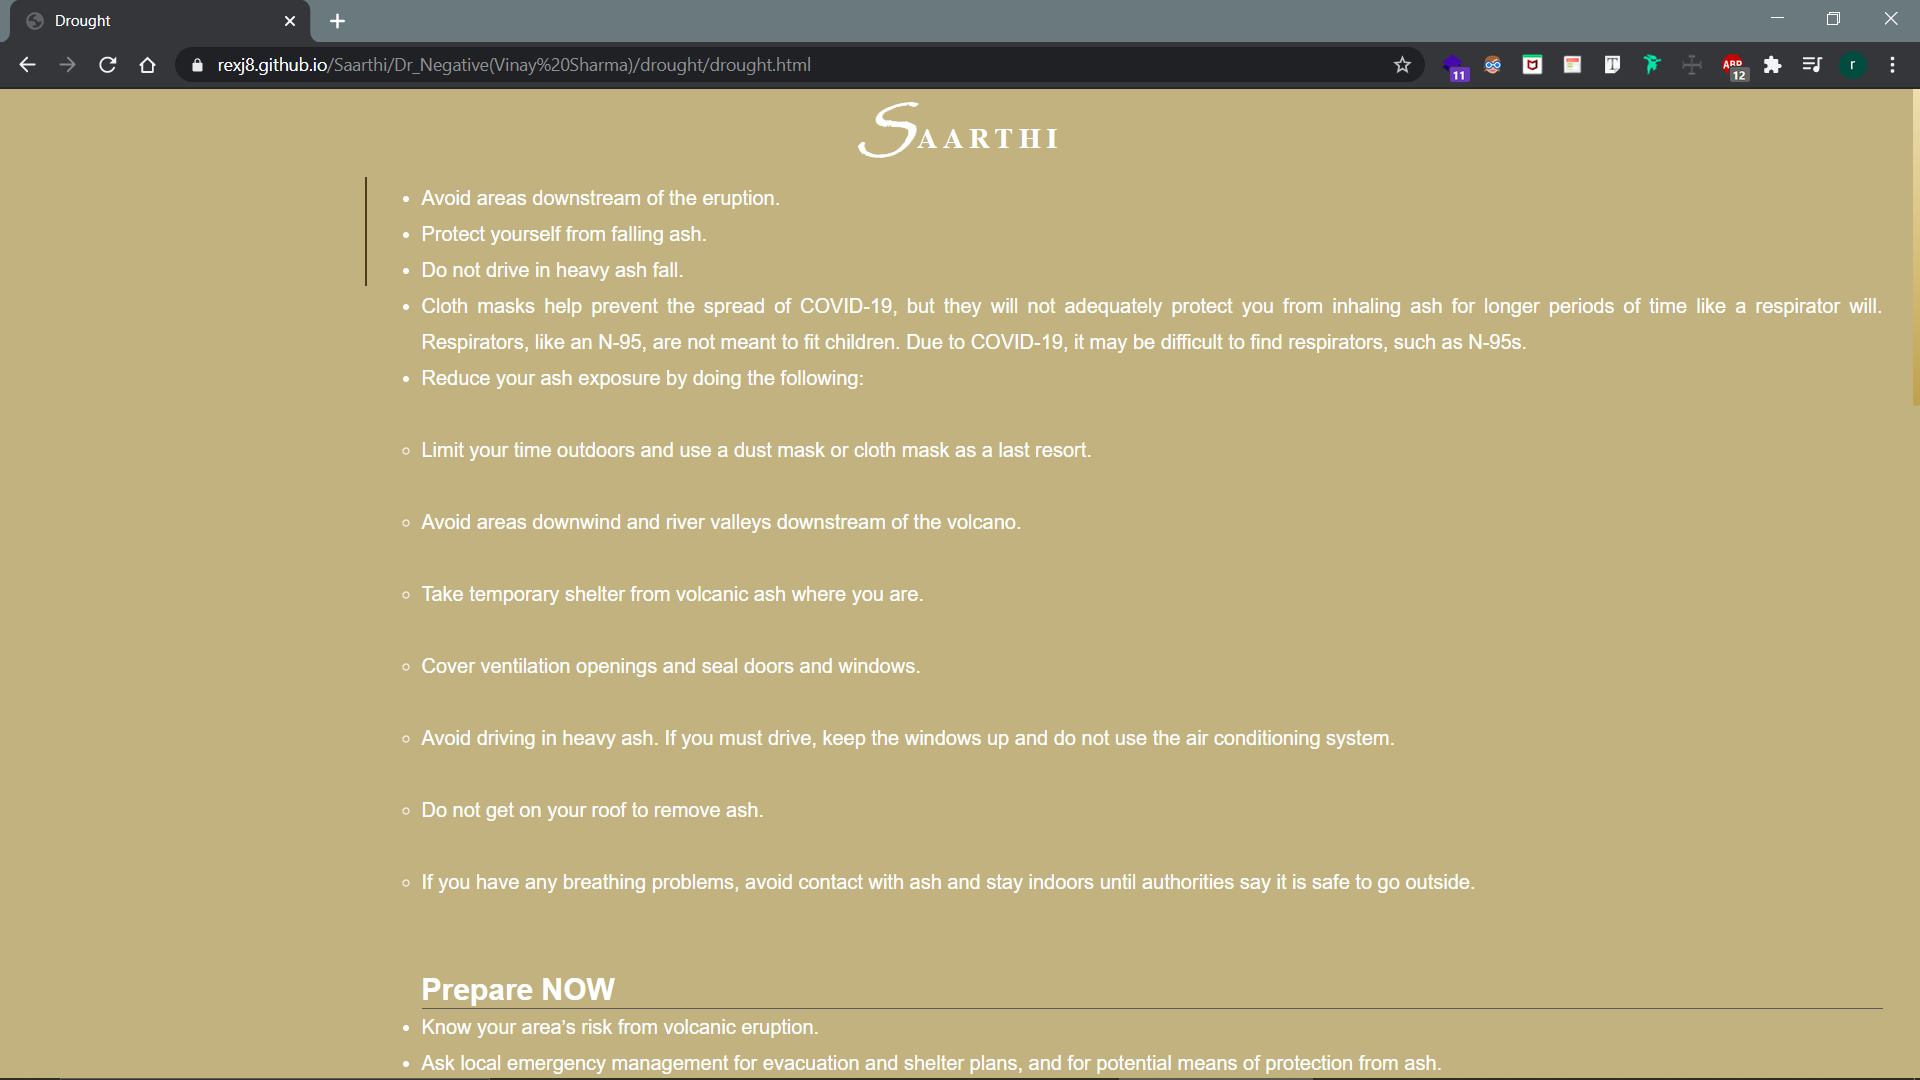 Drought
rexj8.github.io/Saarthi/Dr_Negative(Vinay%20Sharma)/drought/drought.html
11
ABP
12
r
SAARTHI
• Avoid areas downstream of the eruption.
• Protect yourself from falling ash.
• Do not drive in heavy ash fall.
• Cloth masks help prevent the spread of COVID-19, but they will not adequately protect you from inhaling ash for longer periods of time like a respirator will.
Respirators, like an N-95, are not meant to fit children. Due to COVID-19, it may be difficult to find respirators, such as N-95s.
• Reduce your ash exposure by doing the following:
◦ Limit your time outdoors and use a dust mask or cloth mask as a last resort.
◦ Avoid areas downwind and river valleys downstream of the volcano.
◦ Take temporary shelter from volcanic ash where you are.
◦ Cover ventilation openings and seal doors and windows.
◦ Avoid driving in heavy ash. If you must drive, keep the windows up and do not use the air conditioning system.
◦ Do not get on your roof to remove ash.
◦ If you have any breathing problems, avoid contact with ash and stay indoors until authorities say it is safe to go outside.
Prepare NOW
• Know your area’s risk from volcanic eruption.
• Ask local emergency management for evacuation and shelter plans, and for potential means of protection from ash.